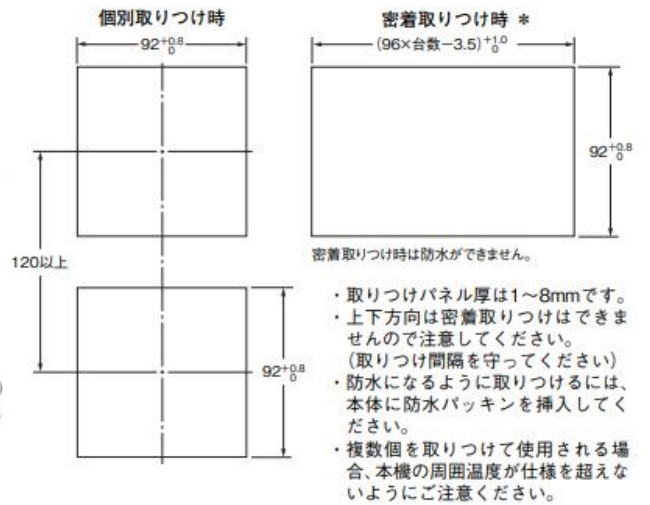 個別取りつけ時
92+0.8 0
120以上
92+0.8 0
密着取りつけ時 *
(96×台数−3.5)+1.0 0
92+0.8 0
密着取りつけ時は防水ができません。
・取りつけパネル厚は1〜8mmです。
・上下方向は密着取りつけはできま
せんので注意してください。
(取りつけ間隔を守ってください)
・防水になるように取りつけるには、
本体に防水パッキンを挿入してく
ださい。
・複数個を取りつけて使用される場
合、本機の周囲温度が仕様を超えな
いようにご注意ください。